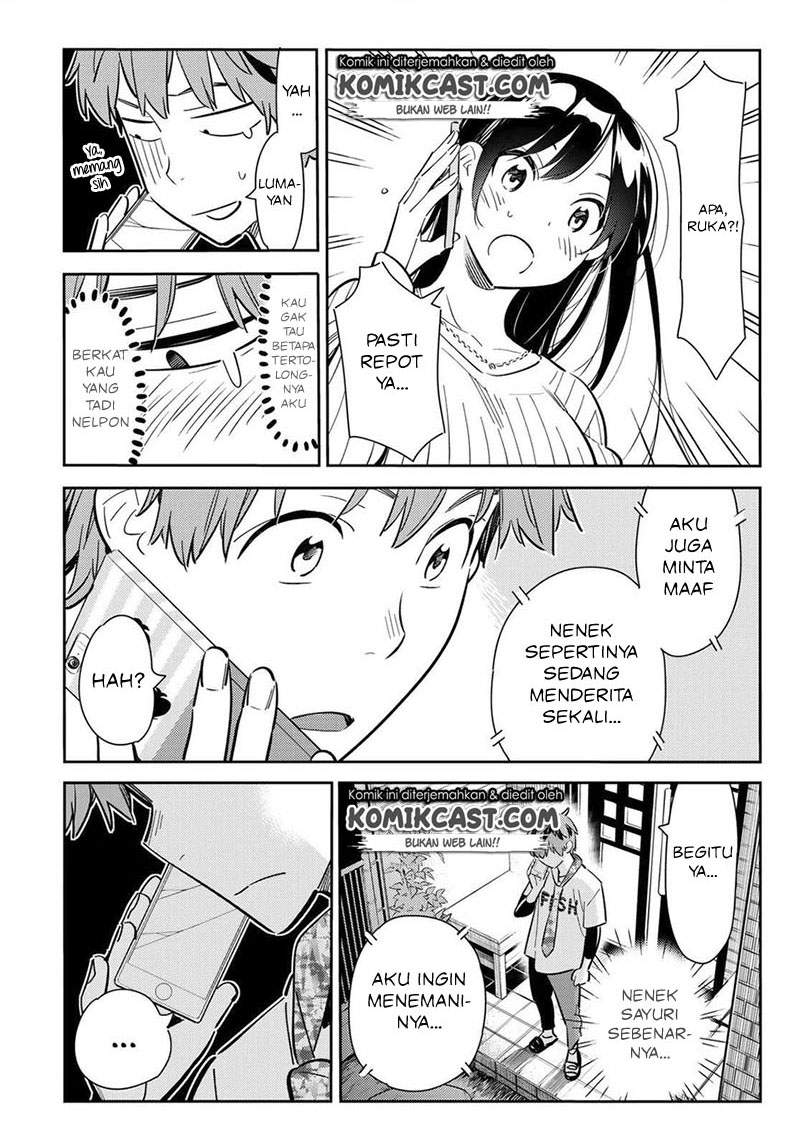 Komik ini diterjemahkan & diedit oleh
KOMIKCAST.COM
BUKAN WEB LAIN!!
APA,
RUKA?!
PASTI
REPOT
YA...
YAH
...
LUMA-
YAN
Ya,
memang
sih
KAU
GAK
TAU
BETAPA
TERTO-
LONG-
NYA
AKU
BERKAT
KAU
YANG
TADI
NELPON
AKU
JUGA
MINTA
MAAF
NENEK
SEPERTINYA
SEDANG
MENDERITA
SEKALI...
HAH?
Komik ini diterjemahkan & diedit oleh
KOMIKCAST.COM
BUKAN WEB LAIN!!
BEGITU
YA...
FISH
NENEK
SAYURI
SEBENAR-
NYA...
AKU INGIN
MENEMANI-
NYA...
...